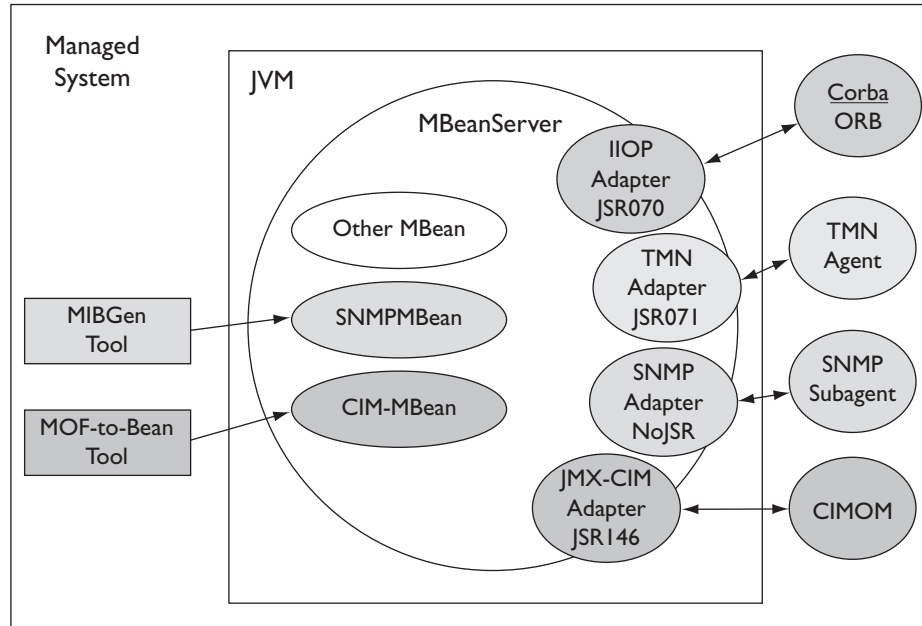 Managed
System
JVM
MBeanServer
Other MBean
SNMPMBean
CIM-MBean
MIBGen
Tool
MOF-to-Bean
Tool
IIOP
Adapter
JSR070
TMN
Adapter
JSR071
SNMP
Adapter
NoJSR
JMX-CIM
Adapter
JSR146
Corba
ORB
TMN
Agent
SNMP
Subagent
CIMOM